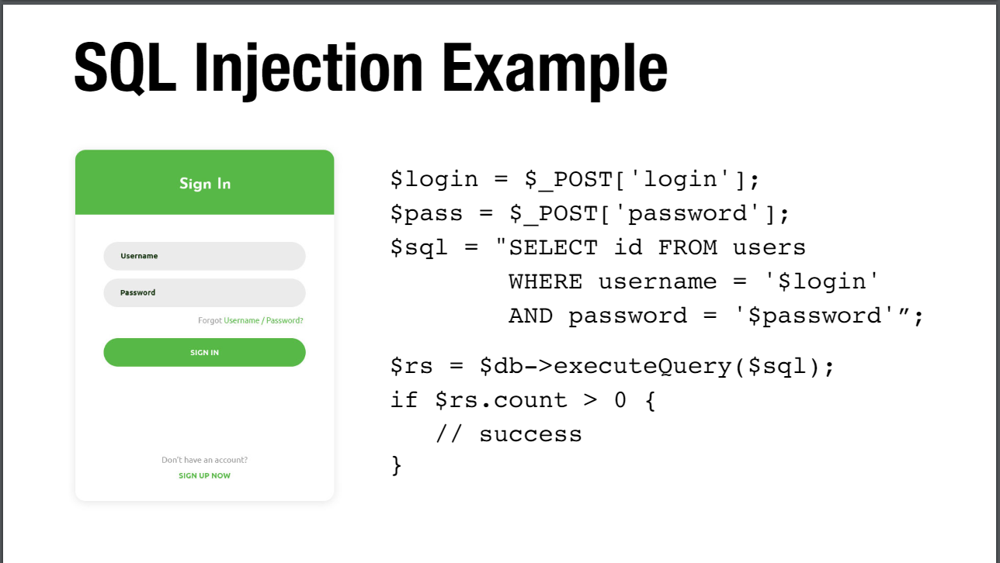 SQL Injection Example
Sign In
Username
Password
Forgot Username / Password?
SIGN IN
Don't have an account?
SIGN UP NOW
$login = $_POST['login'];
$pass = $_POST['password'];
$sql = "SELECT id FROM users
WHERE username = '$login'
AND password = '$password'”;
$rs = $db->executeQuery($sql);
if $rs.count > 0 {
// success
}